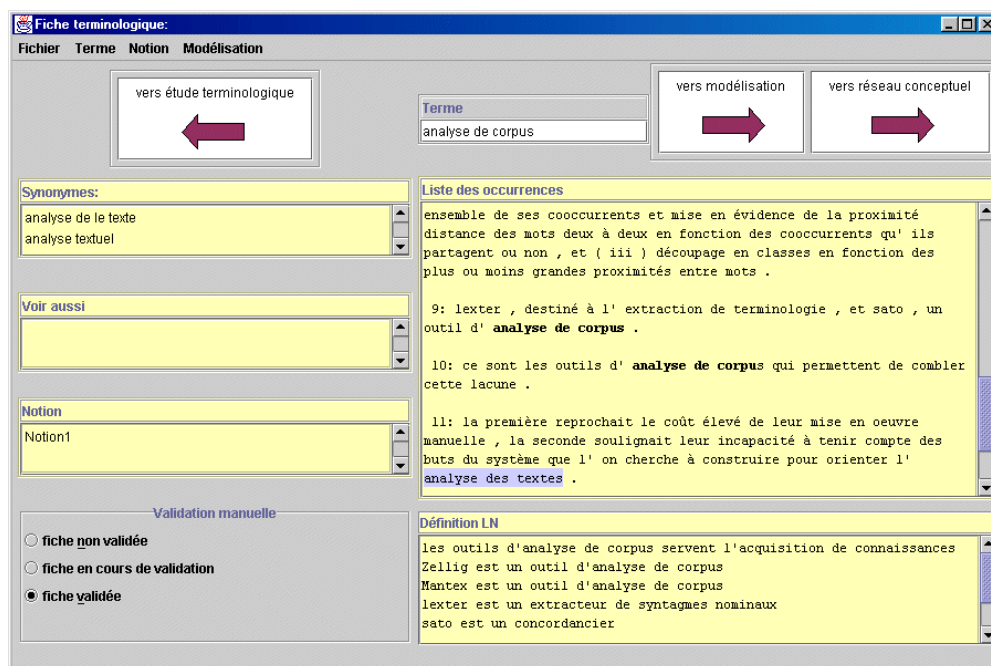 Fiche terminologique:
Fichier Terme Notion Modélisation
vers étude terminologique
Terme
analyse de corpus
vers modélisation
vers réseau conceptuel
Synonymes:
analyse de le texte
analyse textuel
Voir aussi
Notion
Notion1
Validation manuelle
fiche non validée
fiche en cours de validation
fiche validée
Liste des occurrences
ensemble de ses cooccurrents et mise en évidence de la proximité
distance des mots deux à deux en fonction des cooccurrents qu' ils
partagent ou non , et ( iii ) découpage en classes en fonction des
plus ou moins grandes proximités entre mots .
9: lexter , destiné à l' extraction de terminologie , et sato , un
outil d' analyse de corpus .
10: ce sont les outils d' analyse de corpus qui permettent de combler
cette lacune .
11: la première reprochait le coût élevé de leur mise en oeuvre
manuelle , la seconde soulignait leur incapacité à tenir compte des
buts du système que l' on cherche à construire pour orienter l'
analyse des textes .
Définition LN
les outils d'analyse de corpus servent l'acquisition de connaissances
Zellig est un outil d'analyse de corpus
Mantex est un outil d'analyse de corpus
lexter est un extracteur de syntagmes nominaux
sato est un concordancier